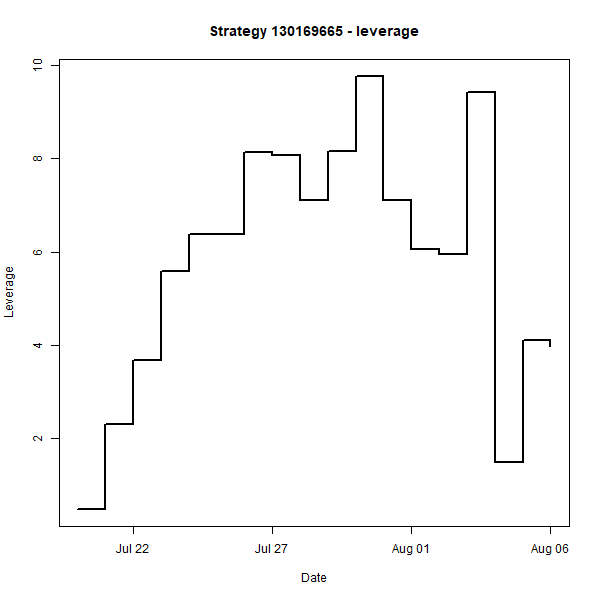 Strategy 130169665 - leverage
10
8
6
4
2
Leverage
Jul 22
Jul 27
Aug 01
Aug 06
Date